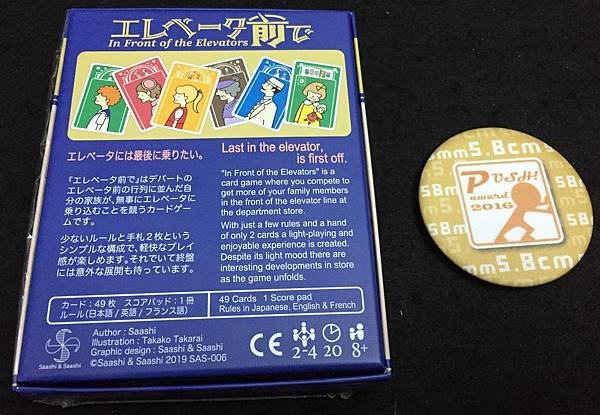 エレベータ前で
In Front of the Elevators
エレベータには最後に乗りたい。
『エレベータ前で』はデパートの
エレベータ前の行列に並んだ自
分の家族が、無事にエレベータ
に乗り込むことを競うカードゲー
ムです。
少ないルールと手札2枚という
シンプルな構成で、軽快なプレイ
感が楽しめます。それでいて終盤
には意外な展開も待っています。
Last in the elevator,
is first off.
"In Front of the Elevators" is a
card game where you compete to
get more of your family members
in the front of the elevator line at
the department store.
With just a few rules and a hand
of only 2 cards a light-playing and
enjoyable experience is created.
Despite its light mood there are
interesting developments in store
as the game unfolds.
カード：49枚 スコアパッド：1冊
ルール(日本語 / 英語 / フランス語)
49 Cards 1 Score pad
Rules in Japanese, English & French
Saashi & Saashi
Author : Saashi
Illustration : Takako Takarai
Graphic design : Saashi & Saashi
©Saashi & Saashi 2019 SAS-006
CE
2-4 20 8+
5.8cm
58mm
PUSH!
award
2016
58mm5.8cm